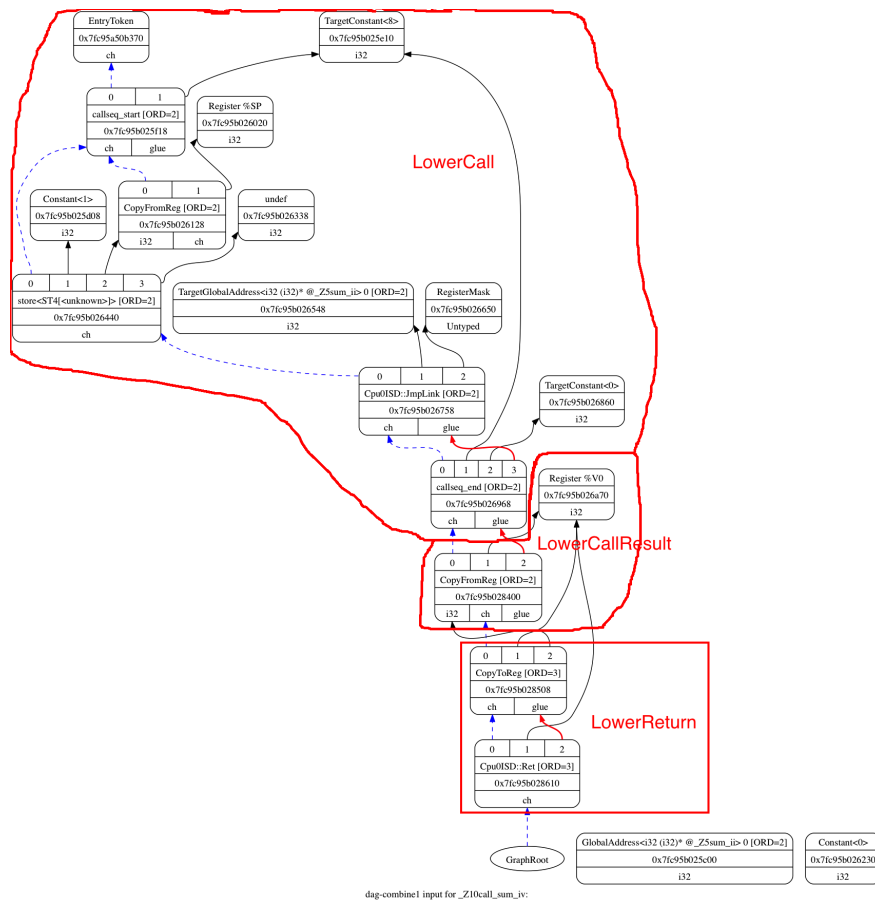 EntryToken
0x7fc95a50b370
ch
TargetConstant<8>
0x7fc95b025e10
i32
0 1
callseq_start [ORD=2]
0x7fc95b025f18
ch glue
Register %SP
0x7fc95b026020
i32
LowerCall
Constant<1>
0x7fc95b025d08
i32
0 1
CopyFromReg [ORD=2]
0x7fc95b026128
i32 ch
undef
0x7fc95b026338
i32
0 1 2 3
store<ST4[<unknown>]> [ORD=2]
0x7fc95b026440
ch
TargetGlobalAddress<i32 (i32)* @_Z5sum_ii> 0 [ORD=2]
0x7fc95b026548
i32
RegisterMask
0x7fc95b026650
Untyped
0 1 2
Cpu0ISD::JmpLink [ORD=2]
0x7fc95b026758
ch glue
TargetConstant<0>
0x7fc95b026860
i32
0 1 2 3
callseq_end [ORD=2]
0x7fc95b026968
ch glue
Register %V0
0x7fc95b026a70
i32
LowerCallResult
0 1 2
CopyFromReg [ORD=2]
0x7fc95b028400
i32 ch glue
0 1 2
CopyToReg [ORD=3]
0x7fc95b028508
ch glue
LowerReturn
0 1 2
Cpu0ISD::Ret [ORD=3]
0x7fc95b028610
ch
GraphRoot
GlobalAddress<i32 (i32)* @_Z5sum_ii> 0 [ORD=2]
0x7fc95b025c00
i32
Constant<0>
0x7fc95b026230
i32
dag-combine1 input for _Z10call_sum_iv: